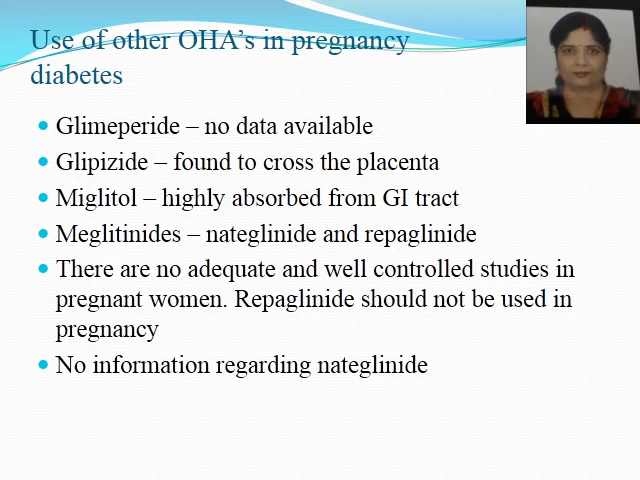 Use of other OHA's in pregnancy
diabetes
Glimeperide – no data available
Glipizide – found to cross the placenta
Miglitol – highly absorbed from GI tract
Meglitinides – nateglinide and repaglinide
There are no adequate and well controlled studies in
pregnant women. Repaglinide should not be used in
pregnancy
No information regarding nateglinide